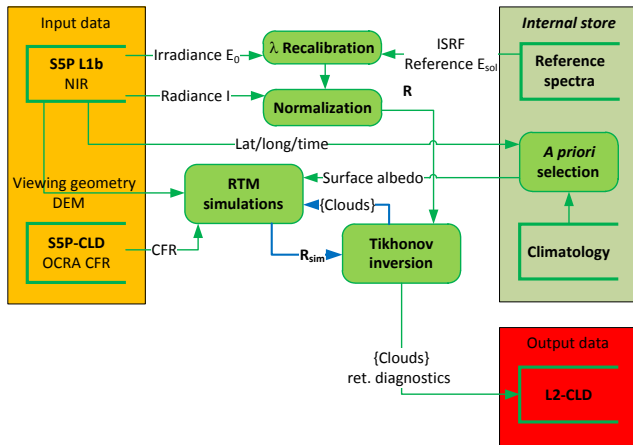 Input data
S5P L1b
NIR
Irradiance E₀
λ Recalibration
ISRF
Reference E_sol
Internal store
Reference
spectra
Radiance I
Normalization
R
Lat/long/time
A priori
selection
Viewing geometry
DEM
RTM
simulations
Surface albedo
{Clouds}
S5P-CLD
OCRA CFR
CFR
R_sim
Tikhonov
inversion
Climatology
{Clouds}
ret. diagnostics
Output data
L2-CLD